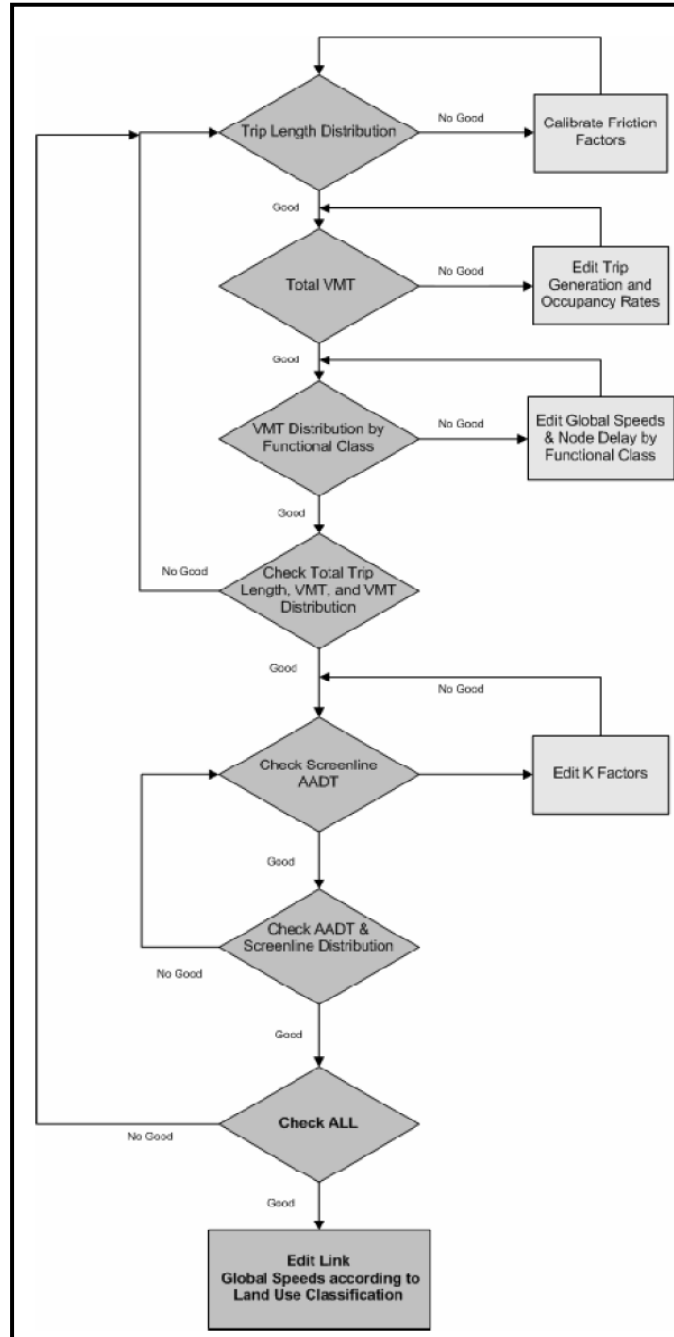 Trip Length Distribution
No Good
Calibrate Friction
Factors
Good
Total VMT
No Good
Edit Trip
Generation and
Occupancy Rates
Good
VMT Distribution by
Functional Class
No Good
Edit Global Speeds
& Node Delay by
Functional Class
Good
No Good
Check Total Trip
Length, VMT, and VMT
Distribution
Good
No Good
Check Screenline
AADT
Edit K Factors
Good
Check AADT &
Screenline Distribution
No Good
Good
Check ALL
No Good
Good
Edit Link
Global Speeds according to
Land Use Classification